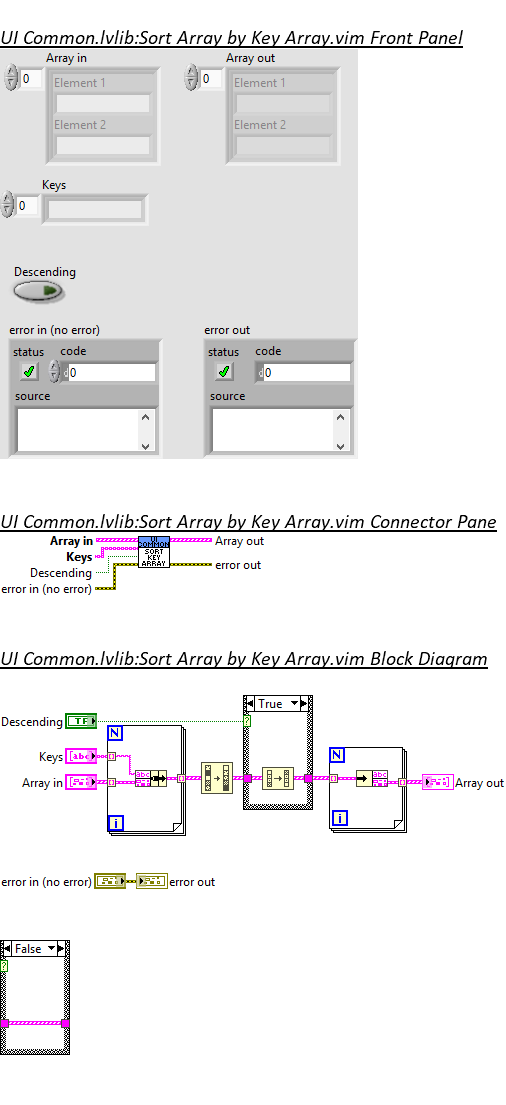 UI Common.lvlib:Sort Array by Key Array.vim Front Panel
Array in
Array out
0
Element 1
0
Element 1
Element 2
Element 2
Keys
0
Descending
error in (no error)
error out
status code
status code
d0
d0
source
source
UI Common.lvlib:Sort Array by Key Array.vim Connector Pane
Array in
UI
COMMON
SORT
KEY
ARRAY
Array out
Keys
error out
Descending
error in (no error)
UI Common.lvlib:Sort Array by Key Array.vim Block Diagram
True
Descending
TF
?
N
N
Keys
abc
abc
abc
Array in
Array out
i
i
error in (no error)
error out
False
?